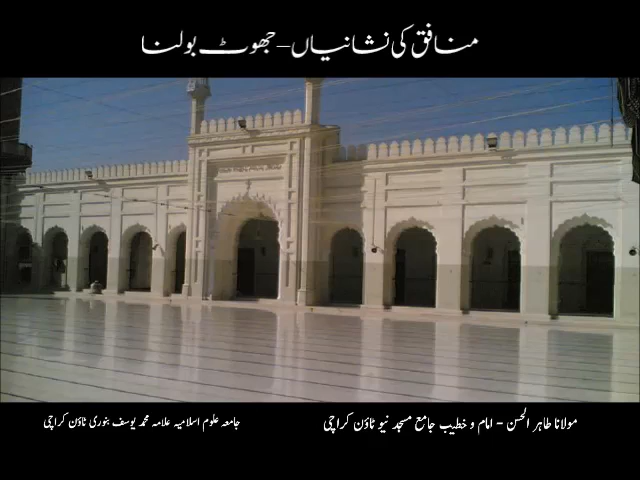 منافق کی نشانیاں – جھوٹ بولنا
مولانا طاہر الحسن - امام و خطیب جامع مسجد نیو ٹاؤن کراچی
جامعہ علوم اسلامیہ علامہ محمد یوسف بنوری ٹاؤن کراچی